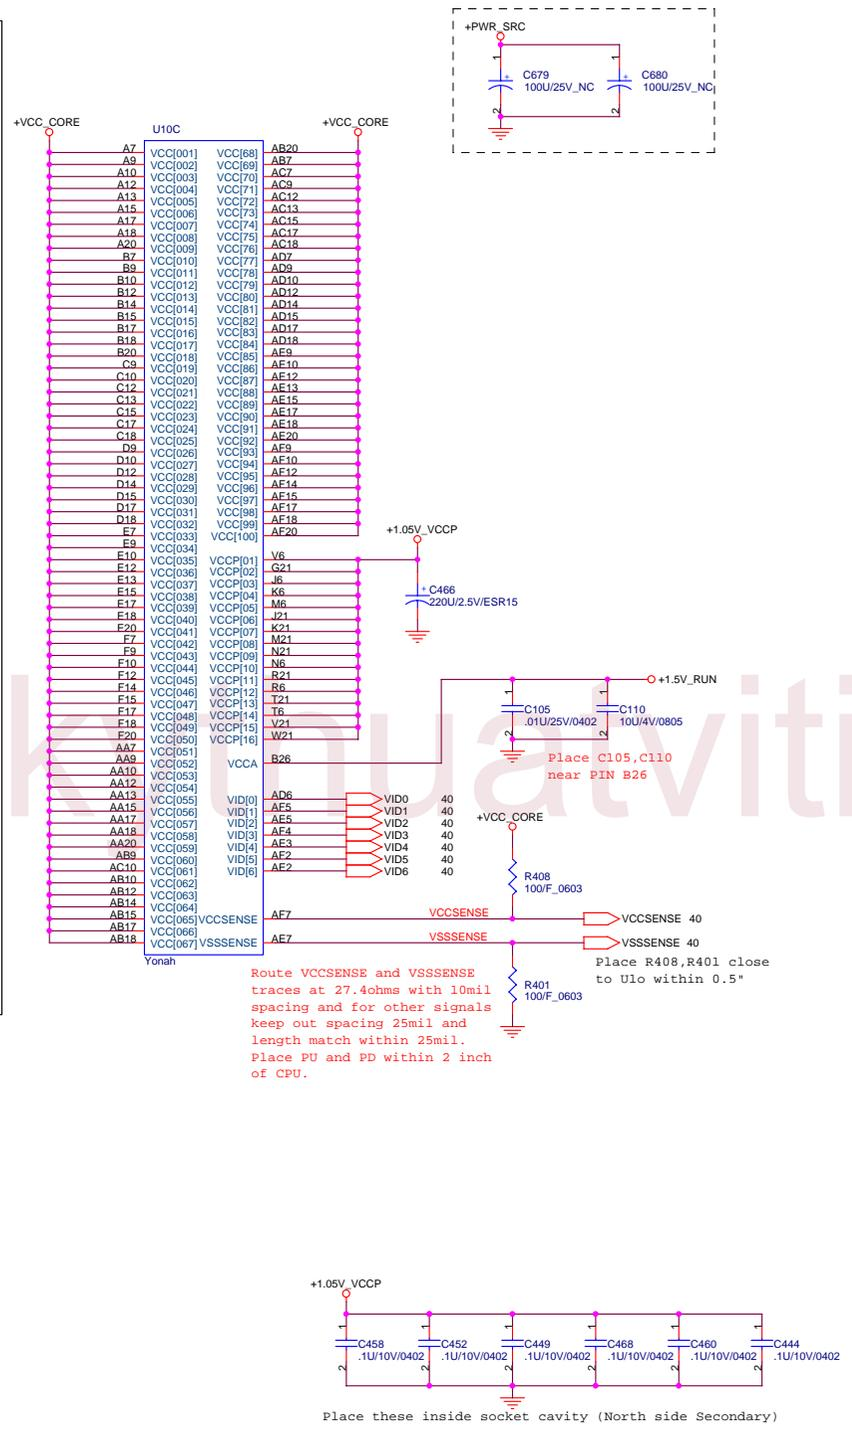 +PWR_SRC
1 1
C679 C680
100U/25V_NC 100U/25V_NC
2 2
+VCC_CORE +VCC_CORE
U10C
A7 VCC[001] VCC[68] AB20
A9 VCC[002] VCC[69] AB7
A10 VCC[003] VCC[70] AC7
A12 VCC[004] VCC[71] AC9
A13 VCC[005] VCC[72] AC12
A15 VCC[006] VCC[73] AC13
A17 VCC[007] VCC[74] AC15
A18 VCC[008] VCC[75] AC17
A20 VCC[009] VCC[76] AC18
B7 VCC[010] VCC[77] AD7
B9 VCC[011] VCC[78] AD9
B10 VCC[012] VCC[79] AD10
B12 VCC[013] VCC[80] AD12
B14 VCC[014] VCC[81] AD14
B15 VCC[015] VCC[82] AD15
B17 VCC[016] VCC[83] AD17
B18 VCC[017] VCC[84] AD18
B20 VCC[018] VCC[85] AE9
C9 VCC[019] VCC[86] AE10
C10 VCC[020] VCC[87] AE12
C12 VCC[021] VCC[88] AE13
C13 VCC[022] VCC[89] AE15
C15 VCC[023] VCC[90] AE17
C17 VCC[024] VCC[91] AE18
C18 VCC[025] VCC[92] AE20
D9 VCC[026] VCC[93] AF9
D10 VCC[027] VCC[94] AF10
D12 VCC[028] VCC[95] AF12
D14 VCC[029] VCC[96] AF14
D15 VCC[030] VCC[97] AF15
D17 VCC[031] VCC[98] AF17
D18 VCC[032] VCC[99] AF18
E7 VCC[033] VCC[100] AF20
+1.05V_VCCP
E9 VCC[034]
E10 VCC[035] VCCP[01] V6
E12 VCC[036] VCCP[02] G21
E13 VCC[037] VCCP[03] J6
E15 VCC[038] VCCP[04] K6
E17 VCC[039] VCCP[05] M6
E18 VCC[040] VCCP[06] J21
E20 VCC[041] VCCP[07] K21
F7 VCC[042] VCCP[08] M21
F9 VCC[043] VCCP[09] N21
F10 VCC[044] VCCP[10] N6
F12 VCC[045] VCCP[11] R21
F14 VCC[046] VCCP[12] R6
F15 VCC[047] VCCP[13] T21
F17 VCC[048] VCCP[14] T6
F18 VCC[049] VCCP[15] V21
F20 VCC[050] VCCP[16] W21
AA7 VCC[051]
AA9 VCC[052] VCCA B26
AA10 VCC[053]
AA12 VCC[054]
AA13 VCC[055] VID[0] AD6 VID0 40
AA15 VCC[056] VID[1] AF5 VID1 40
AA17 VCC[057] VID[2] AE5 VID2 40
AA18 VCC[058] VID[3] AF4 VID3 40
AA20 VCC[059] VID[4] AE3 VID4 40
AB9 VCC[060] VID[5] AF2 VID5 40
AC10 VCC[061] VID[6] AE2 VID6 40
AB10 VCC[062]
AB12 VCC[063]
AB14 VCC[064]
AB15 VCC[065] VCCSENSE AF7 VCCSENSE VCCSENSE 40
AB17 VCC[066]
AB18 VCC[067] VSSSENSE AE7 VSSSENSE VSSSENSE 40
Yonah
C466
220U/2.5V/ESR15
+1.5V_RUN
1 1
C105 C110
.01U/25V/0402 10U/4V/0805
2 2
Place C105,C110
near PIN B26
+VCC_CORE
R408
100/F_0603
Place R408,R401 close
to U1o within 0.5"
R401
100/F_0603
Route VCCSENSE and VSSSENSE
traces at 27.4ohms with 10mil
spacing and for other signals
keep out spacing 25mil and
length match within 25mil.
Place PU and PD within 2 inch
of CPU.
kythuatviti
+1.05V_VCCP
1 1 1 1 1 1
C458 C452 C449 C468 C460 C444
.1U/10V/0402 .1U/10V/0402 .1U/10V/0402 .1U/10V/0402 .1U/10V/0402 .1U/10V/0402
2 2 2 2 2 2
Place these inside socket cavity (North side Secondary)